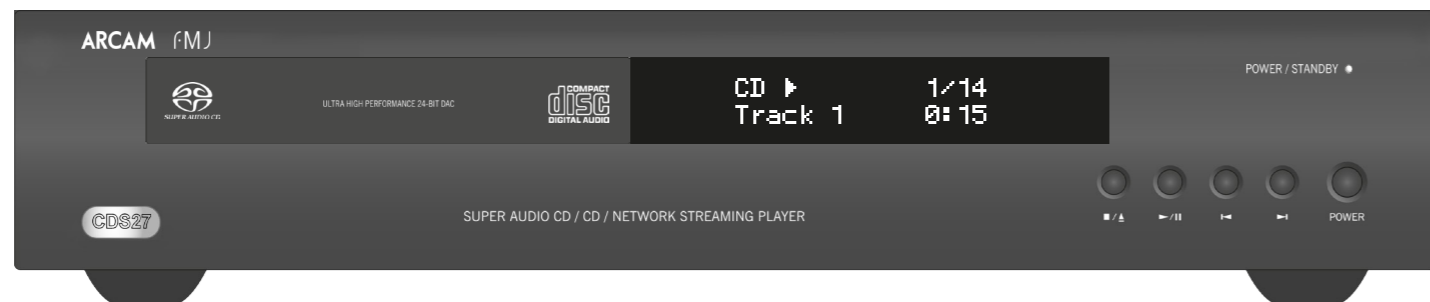 ARCAM FMJ
POWER / STANDBY
SUPER AUDIO CD
ULTRA HIGH PERFORMANCE 24-BIT DAC
COMPACT
disc
DIGITAL AUDIO
CD 1/14
Track 1 0:15
CDS27
SUPER AUDIO CD / CD / NETWORK STREAMING PLAYER
POWER